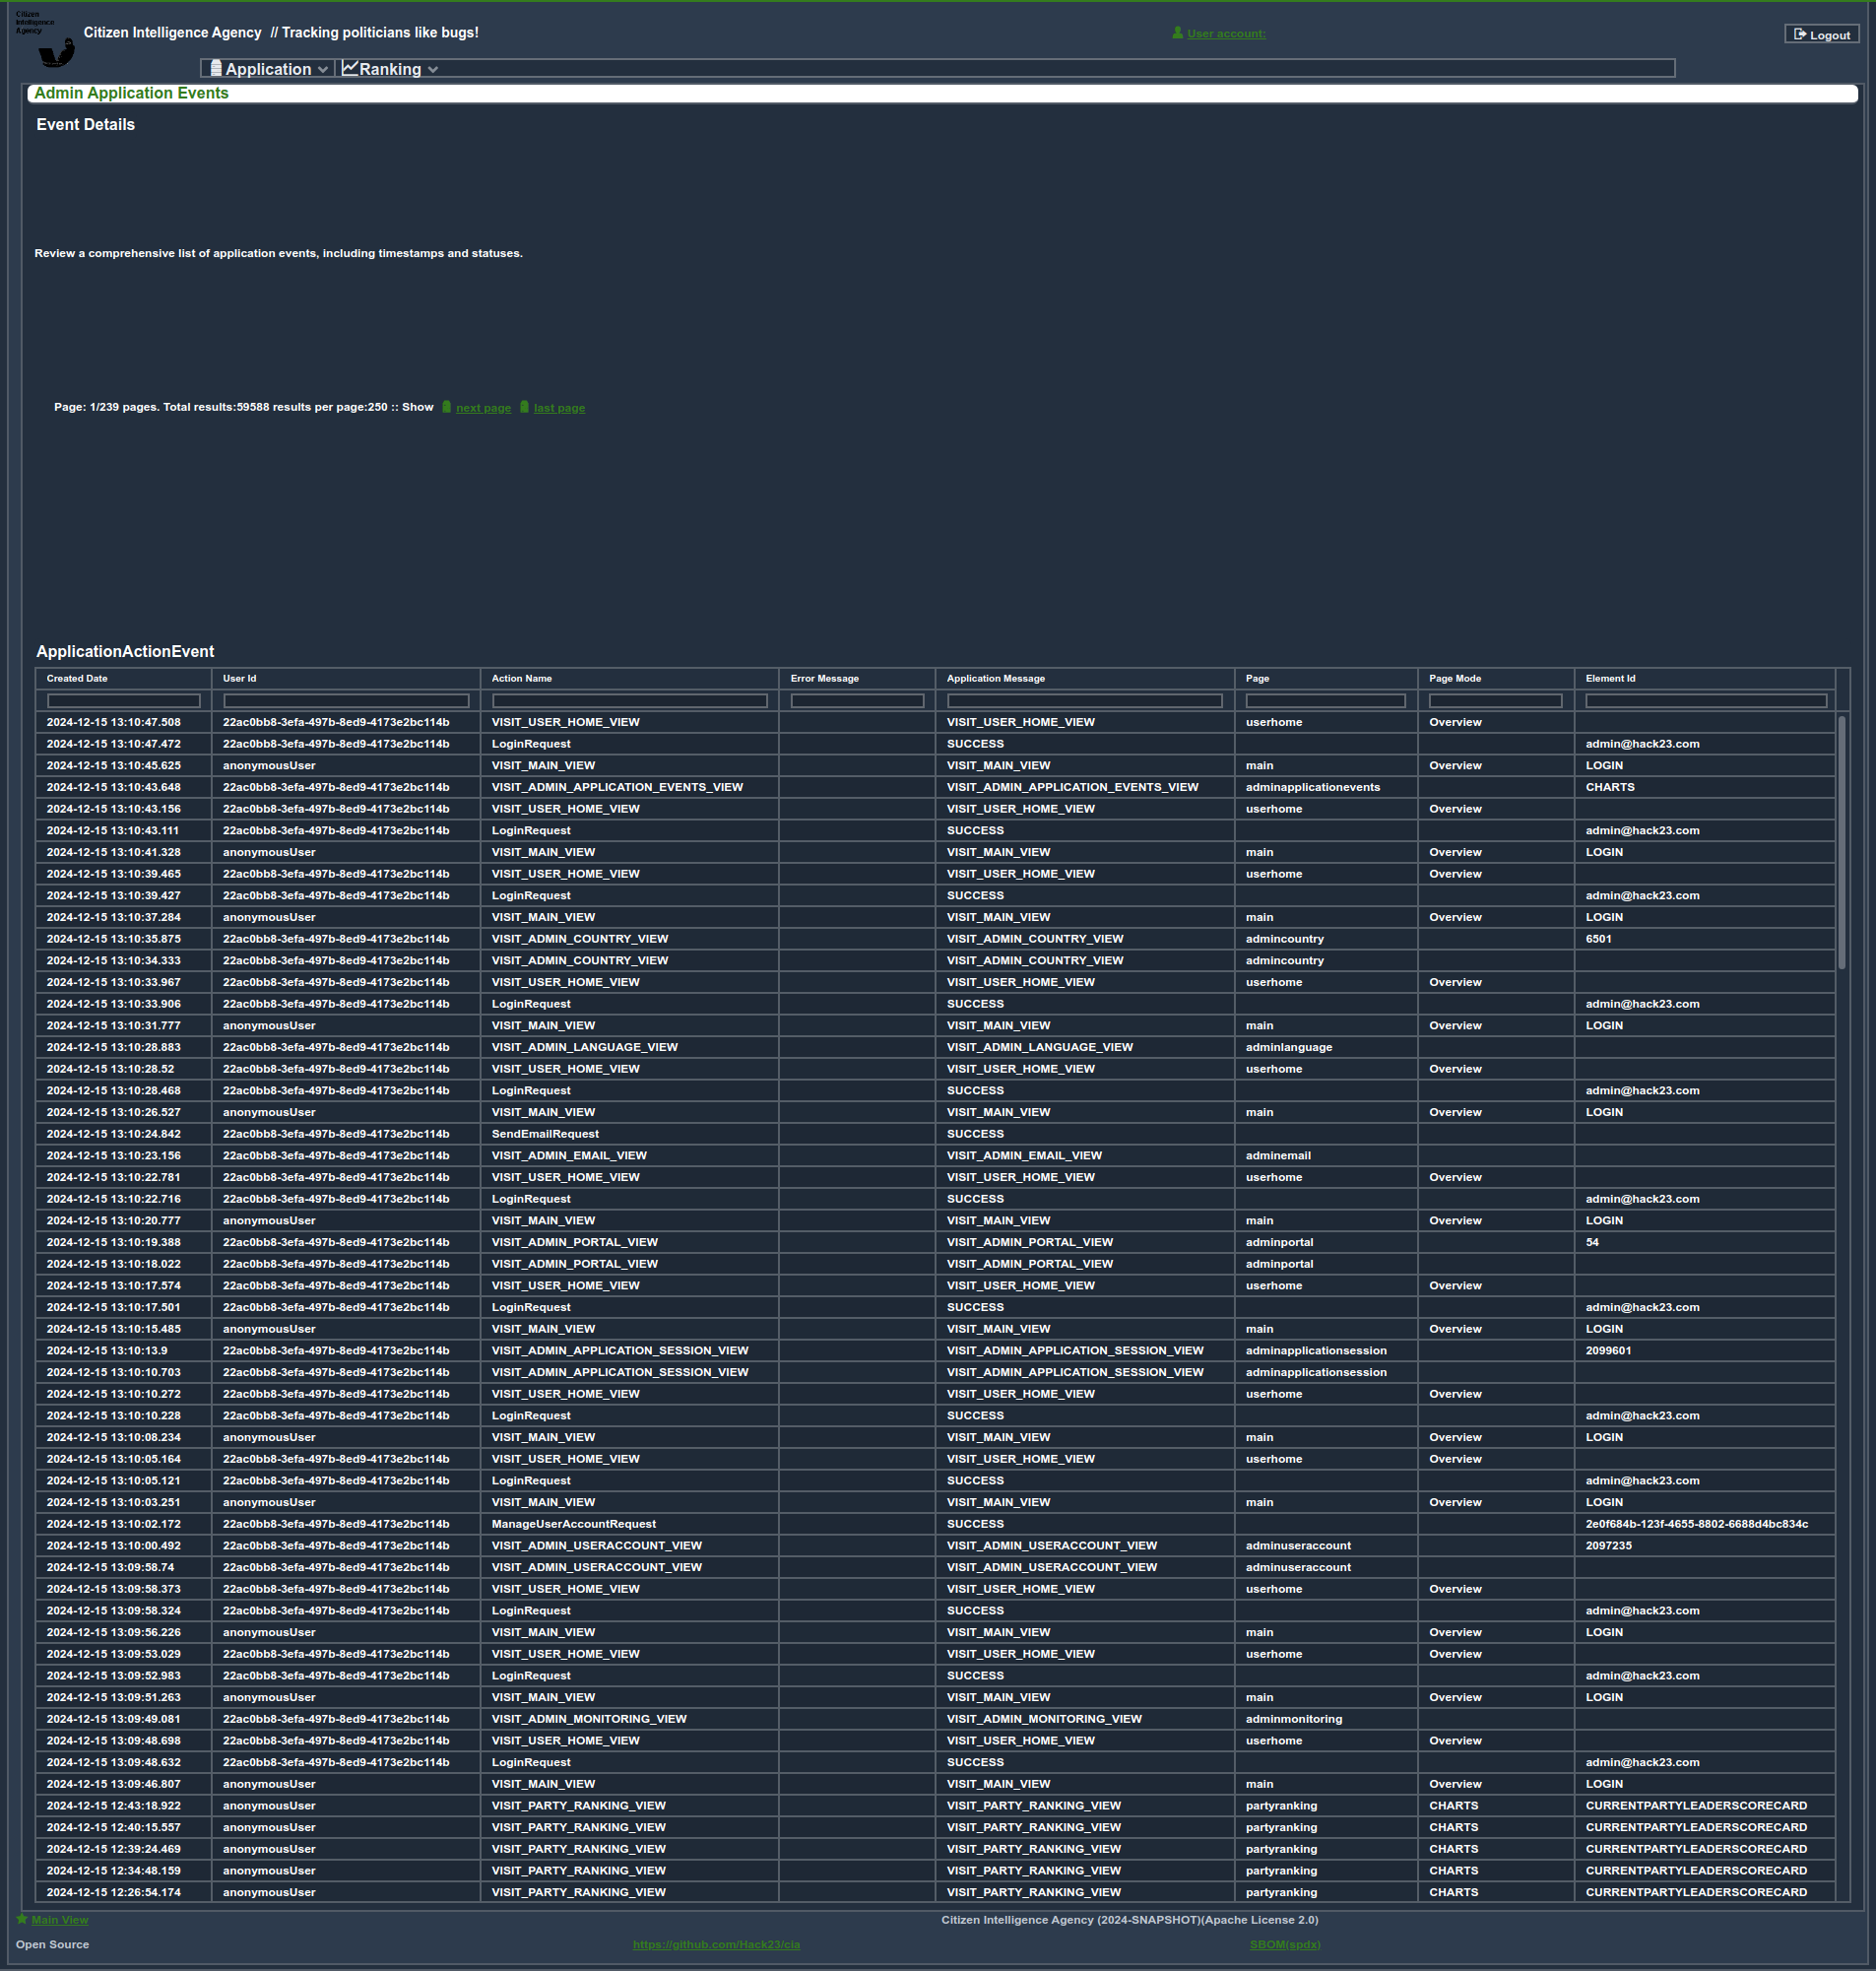 Citizen
Intelligence
Agency
Citizen Intelligence Agency // Tracking politicians like bugs!
User account:
Logout
Application Ranking
Admin Application Events
Event Details
Review a comprehensive list of application events, including timestamps and statuses.
Page: 1/239 pages. Total results:59588 results per page:250 :: Show next page last page
ApplicationActionEvent
Created Date User Id Action Name Error Message Application Message Page Page Mode Element Id
2024-12-15 13:10:47.508 22ac0bb8-3efa-497b-8ed9-4173e2bc114b VISIT_USER_HOME_VIEW VISIT_USER_HOME_VIEW userhome Overview
2024-12-15 13:10:47.472 22ac0bb8-3efa-497b-8ed9-4173e2bc114b LoginRequest SUCCESS admin@hack23.com
2024-12-15 13:10:45.625 anonymousUser VISIT_MAIN_VIEW VISIT_MAIN_VIEW main Overview LOGIN
2024-12-15 13:10:43.648 22ac0bb8-3efa-497b-8ed9-4173e2bc114b VISIT_ADMIN_APPLICATION_EVENTS_VIEW VISIT_ADMIN_APPLICATION_EVENTS_VIEW adminapplicationevents CHARTS
2024-12-15 13:10:43.156 22ac0bb8-3efa-497b-8ed9-4173e2bc114b VISIT_USER_HOME_VIEW VISIT_USER_HOME_VIEW userhome Overview
2024-12-15 13:10:43.111 22ac0bb8-3efa-497b-8ed9-4173e2bc114b LoginRequest SUCCESS admin@hack23.com
2024-12-15 13:10:41.328 anonymousUser VISIT_MAIN_VIEW VISIT_MAIN_VIEW main Overview LOGIN
2024-12-15 13:10:39.465 22ac0bb8-3efa-497b-8ed9-4173e2bc114b VISIT_USER_HOME_VIEW VISIT_USER_HOME_VIEW userhome Overview
2024-12-15 13:10:39.427 22ac0bb8-3efa-497b-8ed9-4173e2bc114b LoginRequest SUCCESS admin@hack23.com
2024-12-15 13:10:37.284 anonymousUser VISIT_MAIN_VIEW VISIT_MAIN_VIEW main Overview LOGIN
2024-12-15 13:10:35.875 22ac0bb8-3efa-497b-8ed9-4173e2bc114b VISIT_ADMIN_COUNTRY_VIEW VISIT_ADMIN_COUNTRY_VIEW admincountry 6501
2024-12-15 13:10:34.333 22ac0bb8-3efa-497b-8ed9-4173e2bc114b VISIT_ADMIN_COUNTRY_VIEW VISIT_ADMIN_COUNTRY_VIEW admincountry
2024-12-15 13:10:33.967 22ac0bb8-3efa-497b-8ed9-4173e2bc114b VISIT_USER_HOME_VIEW VISIT_USER_HOME_VIEW userhome Overview
2024-12-15 13:10:33.906 22ac0bb8-3efa-497b-8ed9-4173e2bc114b LoginRequest SUCCESS admin@hack23.com
2024-12-15 13:10:31.777 anonymousUser VISIT_MAIN_VIEW VISIT_MAIN_VIEW main Overview LOGIN
2024-12-15 13:10:28.883 22ac0bb8-3efa-497b-8ed9-4173e2bc114b VISIT_ADMIN_LANGUAGE_VIEW VISIT_ADMIN_LANGUAGE_VIEW adminlanguage
2024-12-15 13:10:28.52 22ac0bb8-3efa-497b-8ed9-4173e2bc114b VISIT_USER_HOME_VIEW VISIT_USER_HOME_VIEW userhome Overview
2024-12-15 13:10:28.468 22ac0bb8-3efa-497b-8ed9-4173e2bc114b LoginRequest SUCCESS admin@hack23.com
2024-12-15 13:10:26.527 anonymousUser VISIT_MAIN_VIEW VISIT_MAIN_VIEW main Overview LOGIN
2024-12-15 13:10:24.842 22ac0bb8-3efa-497b-8ed9-4173e2bc114b SendEmailRequest SUCCESS
2024-12-15 13:10:23.156 22ac0bb8-3efa-497b-8ed9-4173e2bc114b VISIT_ADMIN_EMAIL_VIEW VISIT_ADMIN_EMAIL_VIEW adminemail
2024-12-15 13:10:22.781 22ac0bb8-3efa-497b-8ed9-4173e2bc114b VISIT_USER_HOME_VIEW VISIT_USER_HOME_VIEW userhome Overview
2024-12-15 13:10:22.716 22ac0bb8-3efa-497b-8ed9-4173e2bc114b LoginRequest SUCCESS admin@hack23.com
2024-12-15 13:10:20.777 anonymousUser VISIT_MAIN_VIEW VISIT_MAIN_VIEW main Overview LOGIN
2024-12-15 13:10:19.388 22ac0bb8-3efa-497b-8ed9-4173e2bc114b VISIT_ADMIN_PORTAL_VIEW VISIT_ADMIN_PORTAL_VIEW adminportal 54
2024-12-15 13:10:18.022 22ac0bb8-3efa-497b-8ed9-4173e2bc114b VISIT_ADMIN_PORTAL_VIEW VISIT_ADMIN_PORTAL_VIEW adminportal
2024-12-15 13:10:17.574 22ac0bb8-3efa-497b-8ed9-4173e2bc114b VISIT_USER_HOME_VIEW VISIT_USER_HOME_VIEW userhome Overview
2024-12-15 13:10:17.501 22ac0bb8-3efa-497b-8ed9-4173e2bc114b LoginRequest SUCCESS admin@hack23.com
2024-12-15 13:10:15.485 anonymousUser VISIT_MAIN_VIEW VISIT_MAIN_VIEW main Overview LOGIN
2024-12-15 13:10:13.9 22ac0bb8-3efa-497b-8ed9-4173e2bc114b VISIT_ADMIN_APPLICATION_SESSION_VIEW VISIT_ADMIN_APPLICATION_SESSION_VIEW adminapplicationsession 2099601
2024-12-15 13:10:10.703 22ac0bb8-3efa-497b-8ed9-4173e2bc114b VISIT_ADMIN_APPLICATION_SESSION_VIEW VISIT_ADMIN_APPLICATION_SESSION_VIEW adminapplicationsession
2024-12-15 13:10:10.272 22ac0bb8-3efa-497b-8ed9-4173e2bc114b VISIT_USER_HOME_VIEW VISIT_USER_HOME_VIEW userhome Overview
2024-12-15 13:10:10.228 22ac0bb8-3efa-497b-8ed9-4173e2bc114b LoginRequest SUCCESS admin@hack23.com
2024-12-15 13:10:08.234 anonymousUser VISIT_MAIN_VIEW VISIT_MAIN_VIEW main Overview LOGIN
2024-12-15 13:10:05.164 22ac0bb8-3efa-497b-8ed9-4173e2bc114b VISIT_USER_HOME_VIEW VISIT_USER_HOME_VIEW userhome Overview
2024-12-15 13:10:05.121 22ac0bb8-3efa-497b-8ed9-4173e2bc114b LoginRequest SUCCESS admin@hack23.com
2024-12-15 13:10:03.251 anonymousUser VISIT_MAIN_VIEW VISIT_MAIN_VIEW main Overview LOGIN
2024-12-15 13:10:02.172 22ac0bb8-3efa-497b-8ed9-4173e2bc114b ManageUserAccountRequest SUCCESS 2e0f684b-123f-4655-8802-6688d4bc834c
2024-12-15 13:10:00.492 22ac0bb8-3efa-497b-8ed9-4173e2bc114b VISIT_ADMIN_USERACCOUNT_VIEW VISIT_ADMIN_USERACCOUNT_VIEW adminuseraccount 2097235
2024-12-15 13:09:58.74 22ac0bb8-3efa-497b-8ed9-4173e2bc114b VISIT_ADMIN_USERACCOUNT_VIEW VISIT_ADMIN_USERACCOUNT_VIEW adminuseraccount
2024-12-15 13:09:58.373 22ac0bb8-3efa-497b-8ed9-4173e2bc114b VISIT_USER_HOME_VIEW VISIT_USER_HOME_VIEW userhome Overview
2024-12-15 13:09:58.324 22ac0bb8-3efa-497b-8ed9-4173e2bc114b LoginRequest SUCCESS admin@hack23.com
2024-12-15 13:09:56.226 anonymousUser VISIT_MAIN_VIEW VISIT_MAIN_VIEW main Overview LOGIN
2024-12-15 13:09:53.029 22ac0bb8-3efa-497b-8ed9-4173e2bc114b VISIT_USER_HOME_VIEW VISIT_USER_HOME_VIEW userhome Overview
2024-12-15 13:09:52.983 22ac0bb8-3efa-497b-8ed9-4173e2bc114b LoginRequest SUCCESS admin@hack23.com
2024-12-15 13:09:51.263 anonymousUser VISIT_MAIN_VIEW VISIT_MAIN_VIEW main Overview LOGIN
2024-12-15 13:09:49.081 22ac0bb8-3efa-497b-8ed9-4173e2bc114b VISIT_ADMIN_MONITORING_VIEW VISIT_ADMIN_MONITORING_VIEW adminmonitoring
2024-12-15 13:09:48.698 22ac0bb8-3efa-497b-8ed9-4173e2bc114b VISIT_USER_HOME_VIEW VISIT_USER_HOME_VIEW userhome Overview
2024-12-15 13:09:48.632 22ac0bb8-3efa-497b-8ed9-4173e2bc114b LoginRequest SUCCESS admin@hack23.com
2024-12-15 13:09:46.807 anonymousUser VISIT_MAIN_VIEW VISIT_MAIN_VIEW main Overview LOGIN
2024-12-15 12:43:18.922 anonymousUser VISIT_PARTY_RANKING_VIEW VISIT_PARTY_RANKING_VIEW partyranking CHARTS CURRENTPARTYLEADERSCORECARD
2024-12-15 12:40:15.557 anonymousUser VISIT_PARTY_RANKING_VIEW VISIT_PARTY_RANKING_VIEW partyranking CHARTS CURRENTPARTYLEADERSCORECARD
2024-12-15 12:39:24.469 anonymousUser VISIT_PARTY_RANKING_VIEW VISIT_PARTY_RANKING_VIEW partyranking CHARTS CURRENTPARTYLEADERSCORECARD
2024-12-15 12:34:48.159 anonymousUser VISIT_PARTY_RANKING_VIEW VISIT_PARTY_RANKING_VIEW partyranking CHARTS CURRENTPARTYLEADERSCORECARD
2024-12-15 12:26:54.174 anonymousUser VISIT_PARTY_RANKING_VIEW VISIT_PARTY_RANKING_VIEW partyranking CHARTS CURRENTPARTYLEADERSCORECARD
Main View Citizen Intelligence Agency (2024-SNAPSHOT)(Apache License 2.0)
Open Source https://github.com/Hack23/cia SBOM(spdx)